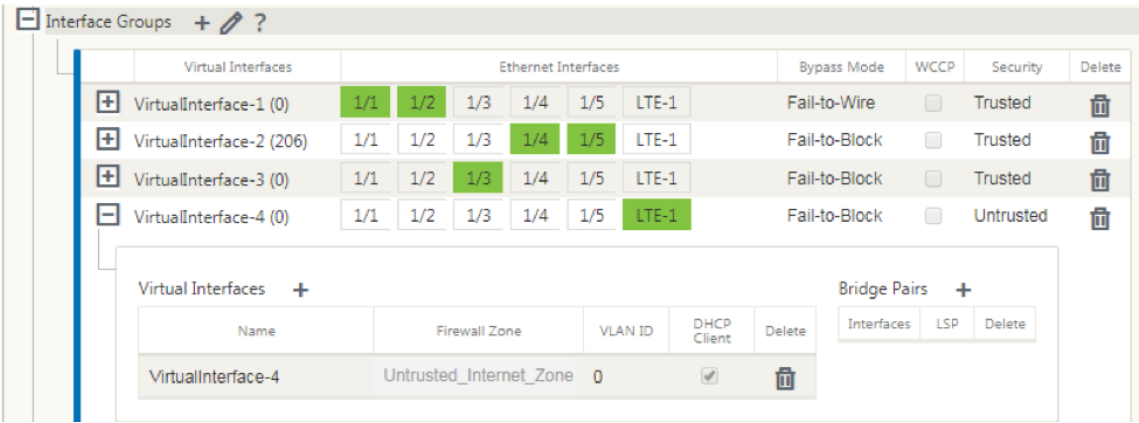 Interface Groups + ?
Virtual Interfaces Ethernet Interfaces Bypass Mode WCCP Security Delete
VirtualInterface-1 (0) 1/1 1/2 1/3 1/4 1/5 LTE-1 Fail-to-Wire Trusted
VirtualInterface-2 (206) 1/1 1/2 1/3 1/4 1/5 LTE-1 Fail-to-Block Trusted
VirtualInterface-3 (0) 1/1 1/2 1/3 1/4 1/5 LTE-1 Fail-to-Block Trusted
VirtualInterface-4 (0) 1/1 1/2 1/3 1/4 1/5 LTE-1 Fail-to-Block Untrusted
Virtual Interfaces + Bridge Pairs +
Name Firewall Zone VLAN ID DHCP Client Delete Interfaces LSP Delete
VirtualInterface-4 Untrusted_Internet_Zone 0